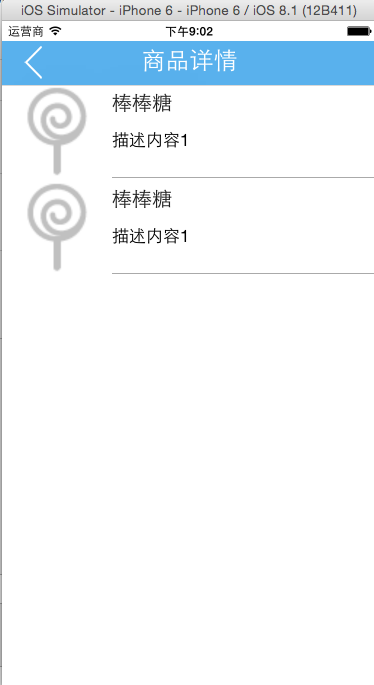 iOS Simulator - iPhone 6 - iPhone 6 / iOS 8.1 (12B411)
运营商 下午9:02
商品详情
棒棒糖
描述内容1
棒棒糖
描述内容1